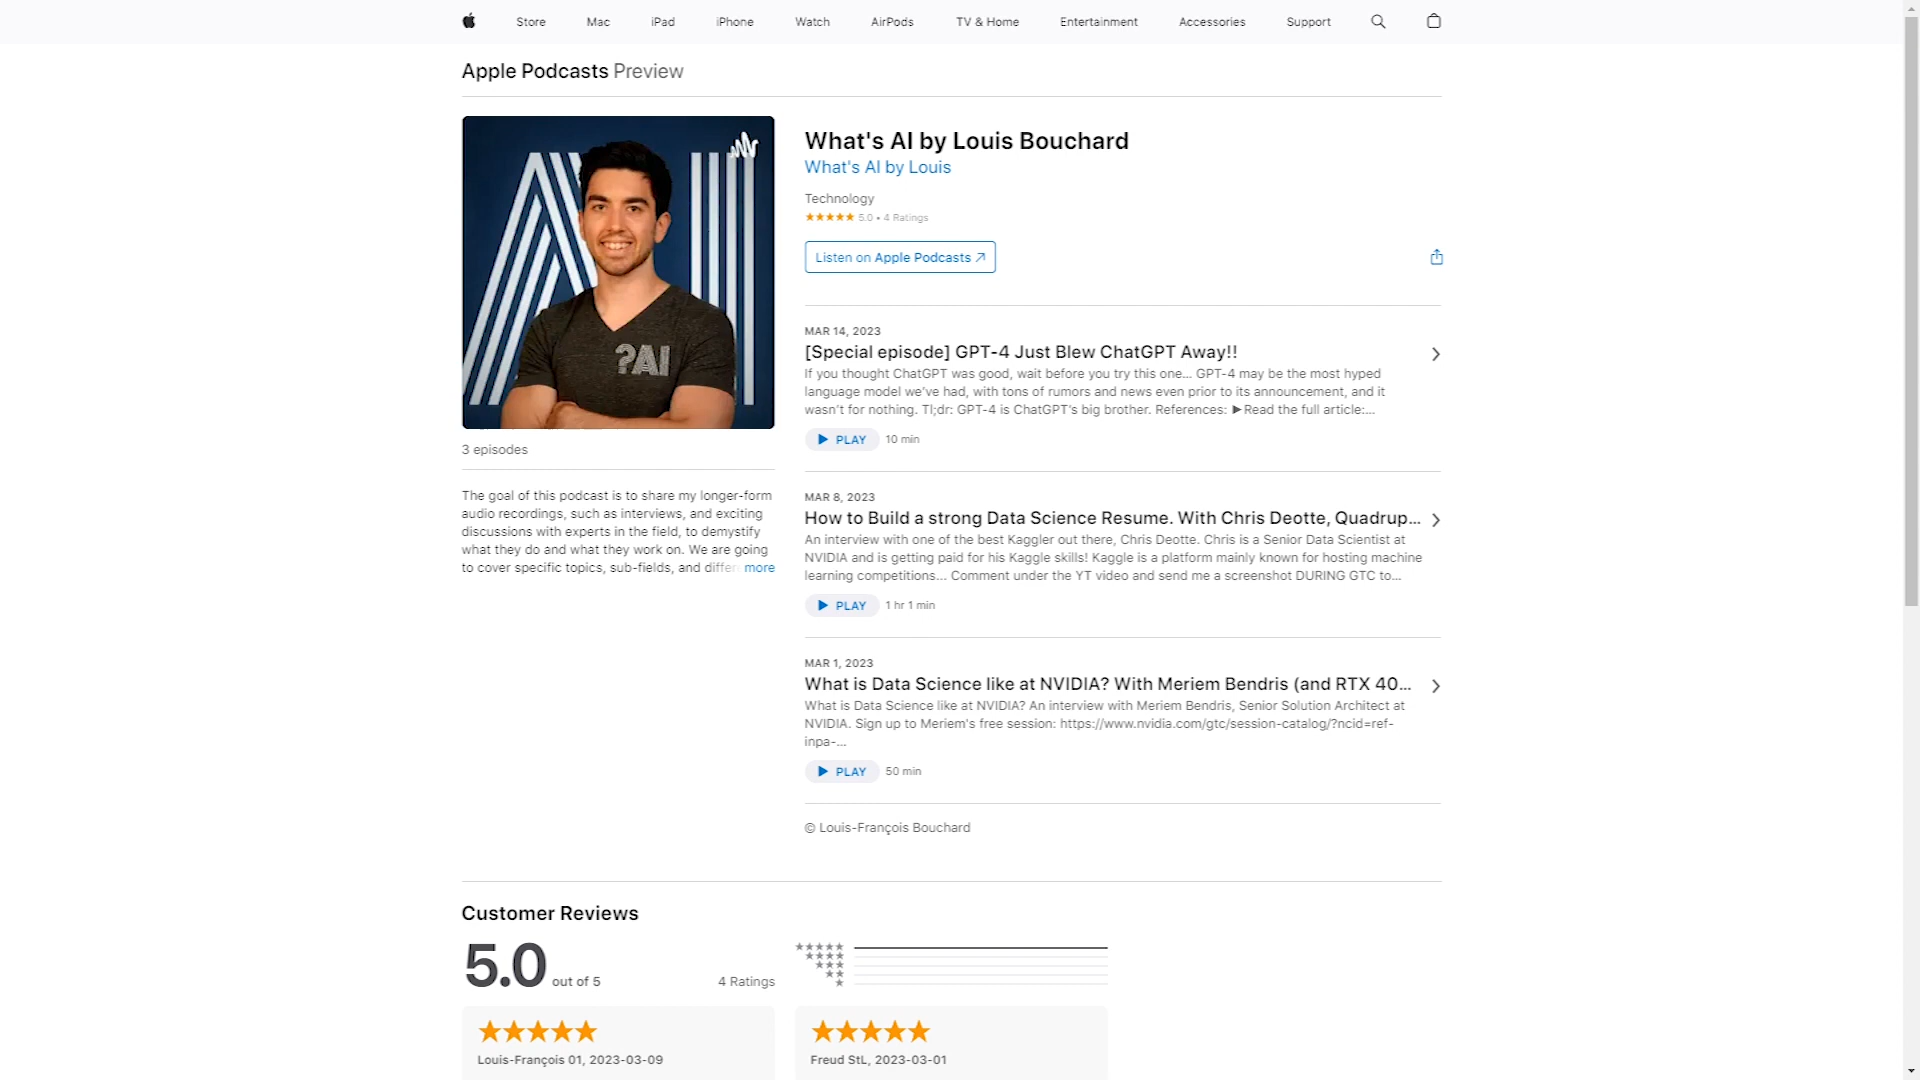 Store Mac iPad iPhone Watch AirPods TV & Home Entertainment Accessories Support
Apple Podcasts Preview
AI
?AI
3 episodes
The goal of this podcast is to share my longer-form
audio recordings, such as interviews, and exciting
discussions with experts in the field, to demystify
what they do and what they work on. We are going
to cover specific topics, sub-fields, and differ more
What's AI by Louis Bouchard
What's AI by Louis
Technology
★★★★★ 5.0 • 4 Ratings
Listen on Apple Podcasts ↗
MAR 14, 2023
[Special episode] GPT-4 Just Blew ChatGPT Away!!
If you thought ChatGPT was good, wait before you try this one... GPT-4 may be the most hyped
language model we've had, with tons of rumors and news even prior to its announcement, and it
wasn't for nothing. Tl;dr: GPT-4 is ChatGPT's big brother. References: ►Read the full article:...
PLAY 10 min
MAR 8, 2023
How to Build a strong Data Science Resume. With Chris Deotte, Quadrup...
An interview with one of the best Kaggler out there, Chris Deotte. Chris is a Senior Data Scientist at
NVIDIA and is getting paid for his Kaggle skills! Kaggle is a platform mainly known for hosting machine
learning competitions... Comment under the YT video and send me a screenshot DURING GTC to...
PLAY 1 hr 1 min
MAR 1, 2023
What is Data Science like at NVIDIA? With Meriem Bendris (and RTX 40...
What is Data Science like at NVIDIA? An interview with Meriem Bendris, Senior Solution Architect at
NVIDIA. Sign up to Meriem's free session: https://www.nvidia.com/gtc/session-catalog/?ncid=ref-
inpa-...
PLAY 50 min
© Louis-François Bouchard
Customer Reviews
5.0 out of 5 4 Ratings
Louis-François 01, 2023-03-09
Freud StL, 2023-03-01